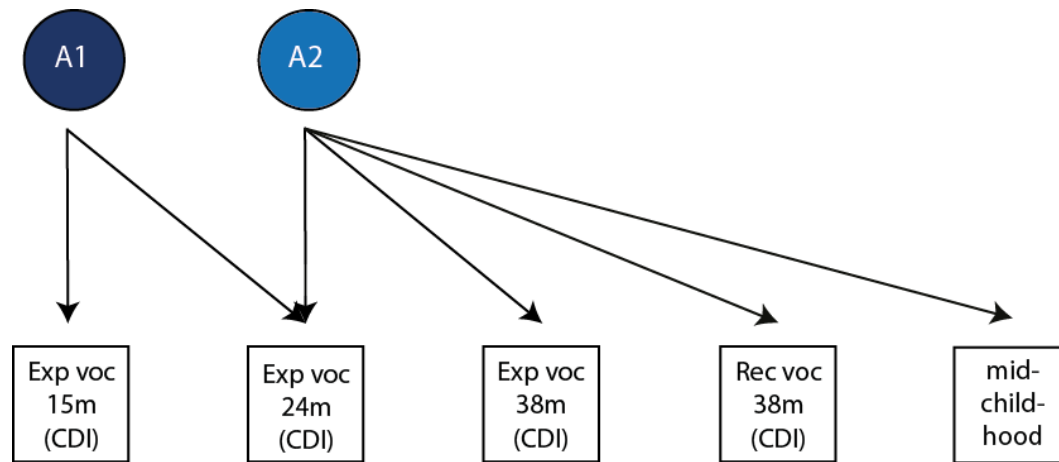 A1
A2
Exp voc
15m
(CDI)
Exp voc
24m
(CDI)
Exp voc
38m
(CDI)
Rec voc
38m
(CDI)
mid-
child-
hood